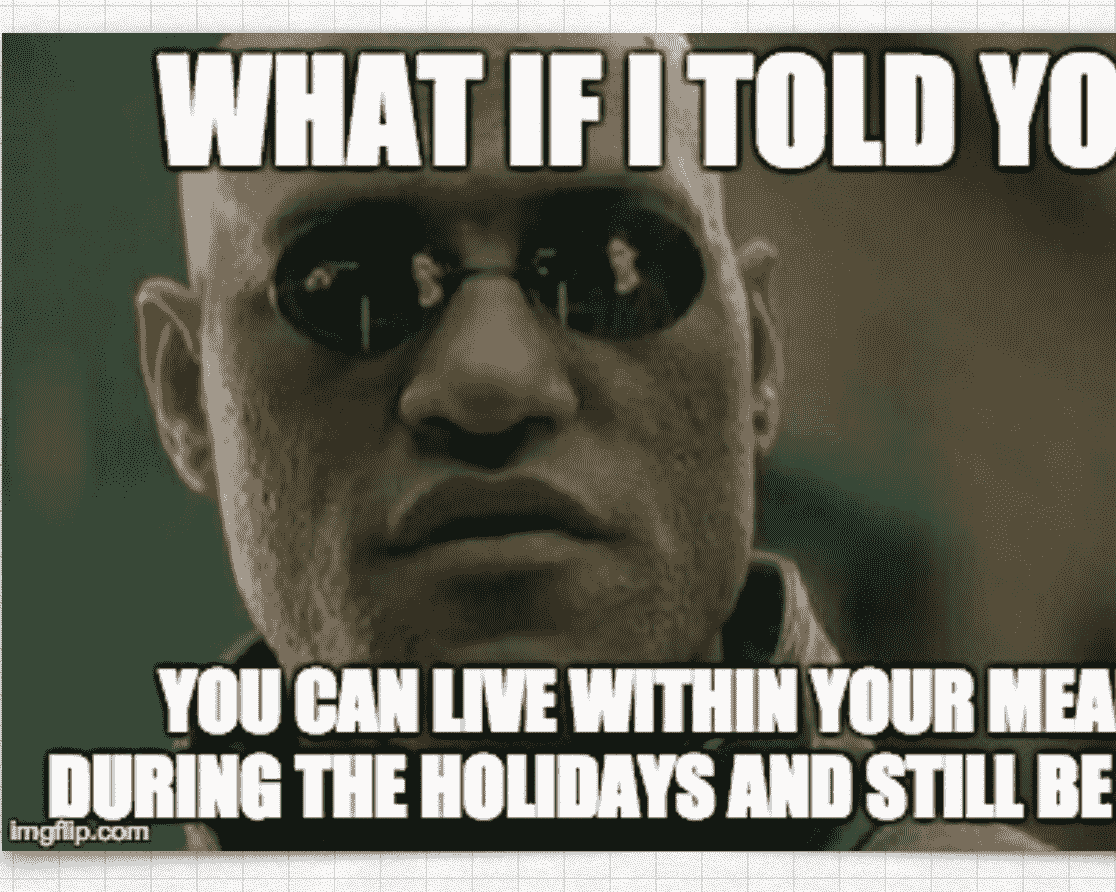 WHAT IF I TOLD YO
YOU CAN LIVE WITHIN YOUR MEA
DURING THE HOLIDAYS AND STILL BE
imgflip.com